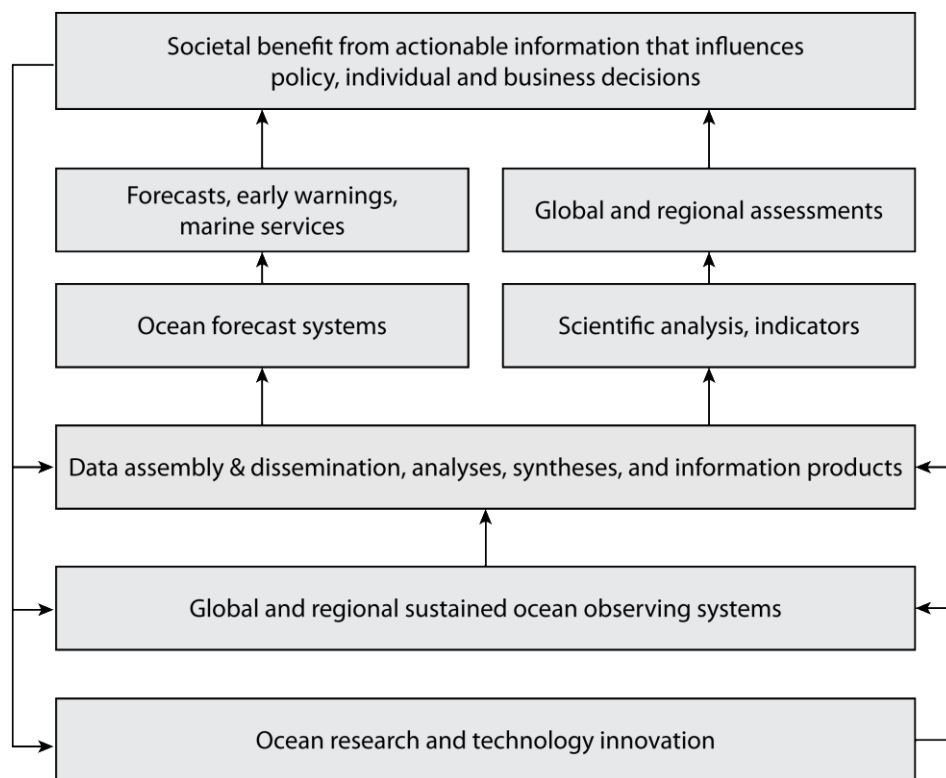 Societal benefit from actionable information that influences
policy, individual and business decisions
Forecasts, early warnings,
marine services
Global and regional assessments
Ocean forecast systems
Scientific analysis, indicators
Data assembly & dissemination, analyses, syntheses, and information products
Global and regional sustained ocean observing systems
Ocean research and technology innovation